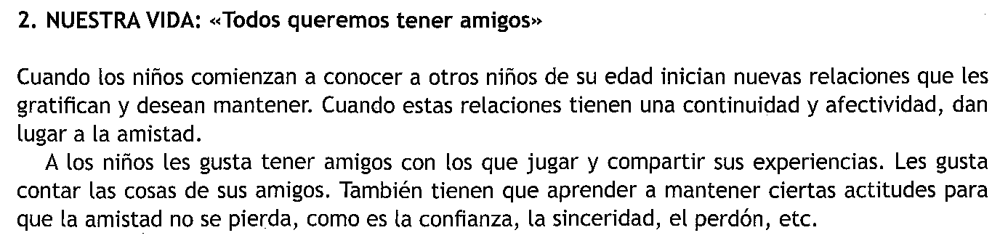 2. NUESTRA VIDA: «Todos queremos tener amigos»
Cuando los niños comienzan a conocer a otros niños de su edad inician nuevas relaciones que les
gratifican y desean mantener. Cuando estas relaciones tienen una continuidad y afectividad, dan
lugar a la amistad.
A los niños les gusta tener amigos con los que jugar y compartir sus experiencias. Les gusta
contar las cosas de sus amigos. También tienen que aprender a mantener ciertas actitudes para
que la amistad no se pierda, como es la confianza, la sinceridad, el perdón, etc.